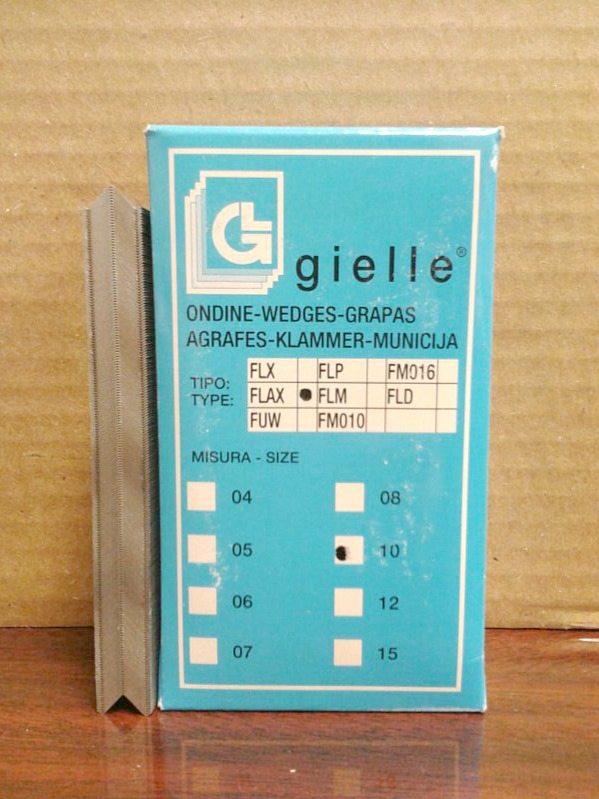 GL
gielle®
ONDINE-WEDGES-GRAPAS
AGRAFES-KLAMMER-MUNICIJA
TIPO:
TYPE:
FLX FLP FM016
FLAX FLM FLD
FUW FM010
MISURA - SIZE
04 08
05 10
06 12
07 15